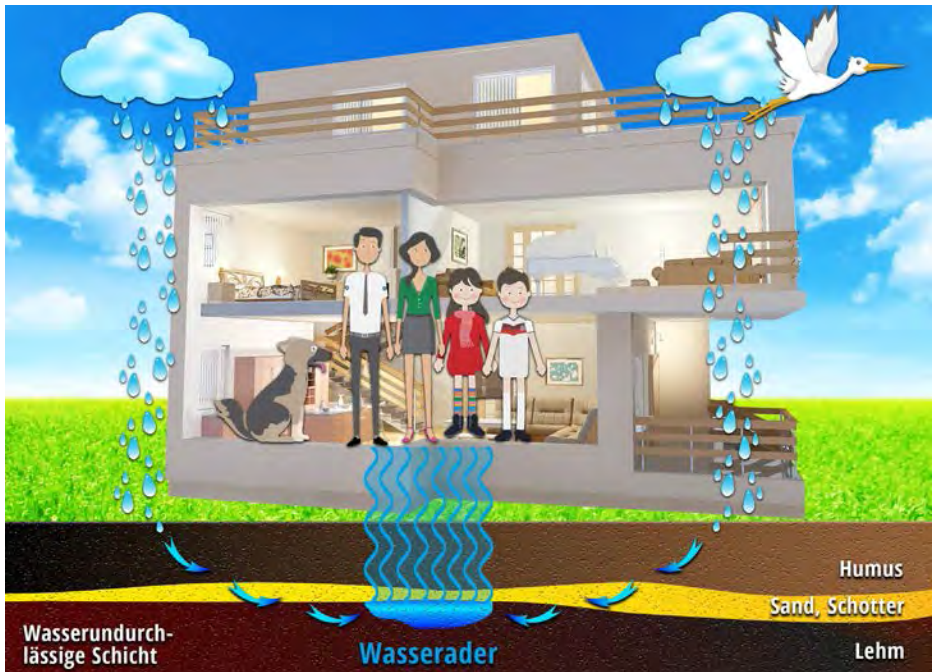 Humus
Sand, Schotter
Wasserundurch-
lässige Schicht
Wasserader
Lehm